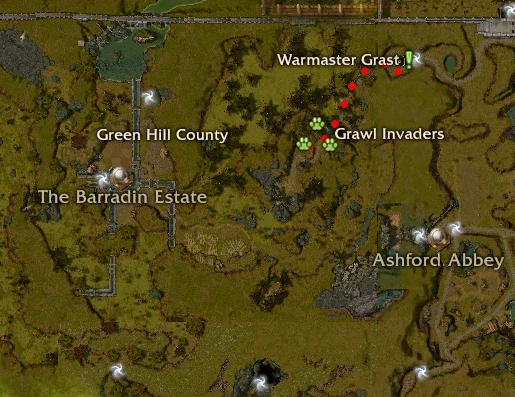 Warmaster Grast
Green Hill County
Grawl Invaders
The Barradin Estate
Ashford Abbey